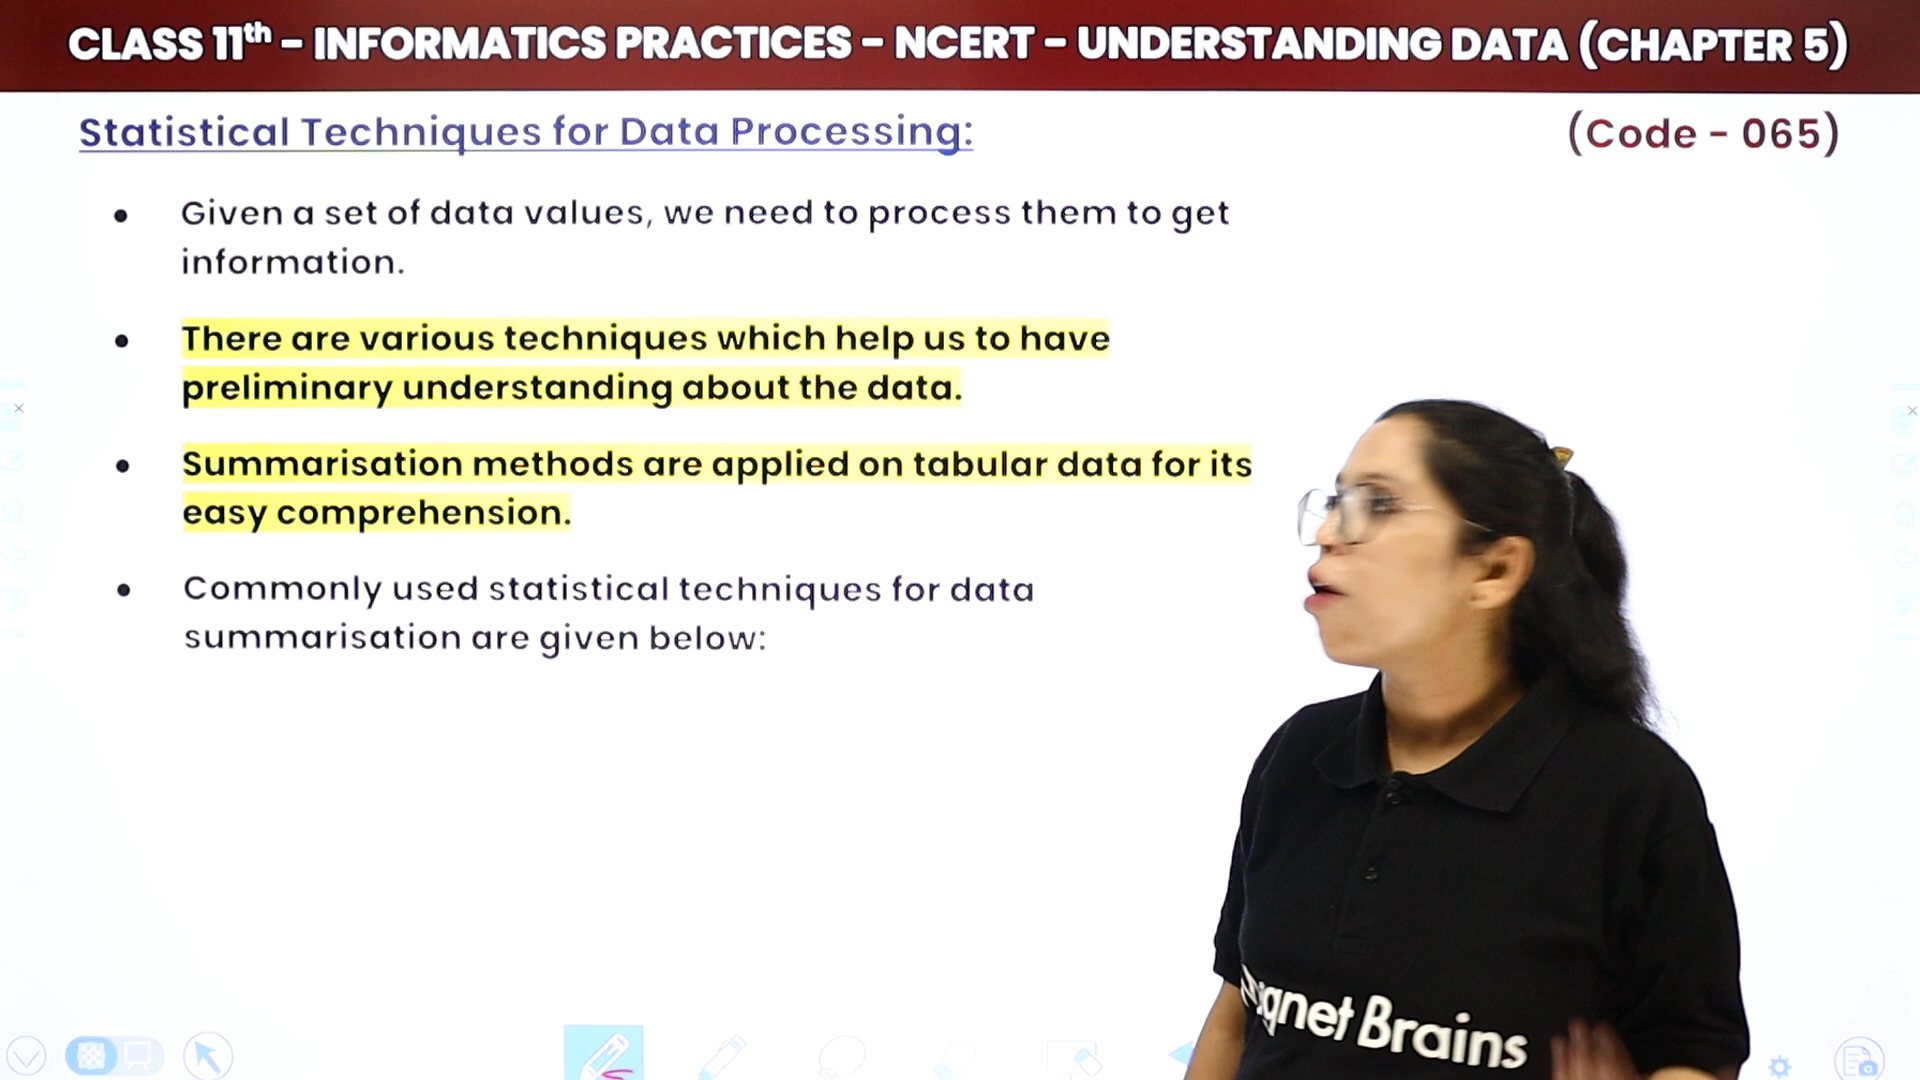 CLASS 11th - INFORMATICS PRACTICES - NCERT - UNDERSTANDING DATA (CHAPTER 5)
Statistical Techniques for Data Processing:
(Code - 065)
• Given a set of data values, we need to process them to get
information.
• There are various techniques which help us to have
preliminary understanding about the data.
• Summarisation methods are applied on tabular data for its
easy comprehension.
• Commonly used statistical techniques for data
summarisation are given below:
Magnet Brains